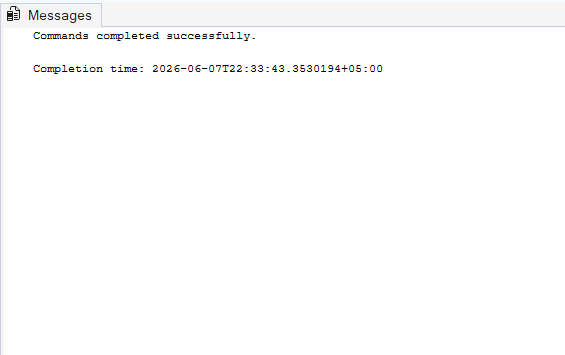 Messages
Commands completed successfully.
Completion time: 2026-06-07T22:33:43.3530194+05:00